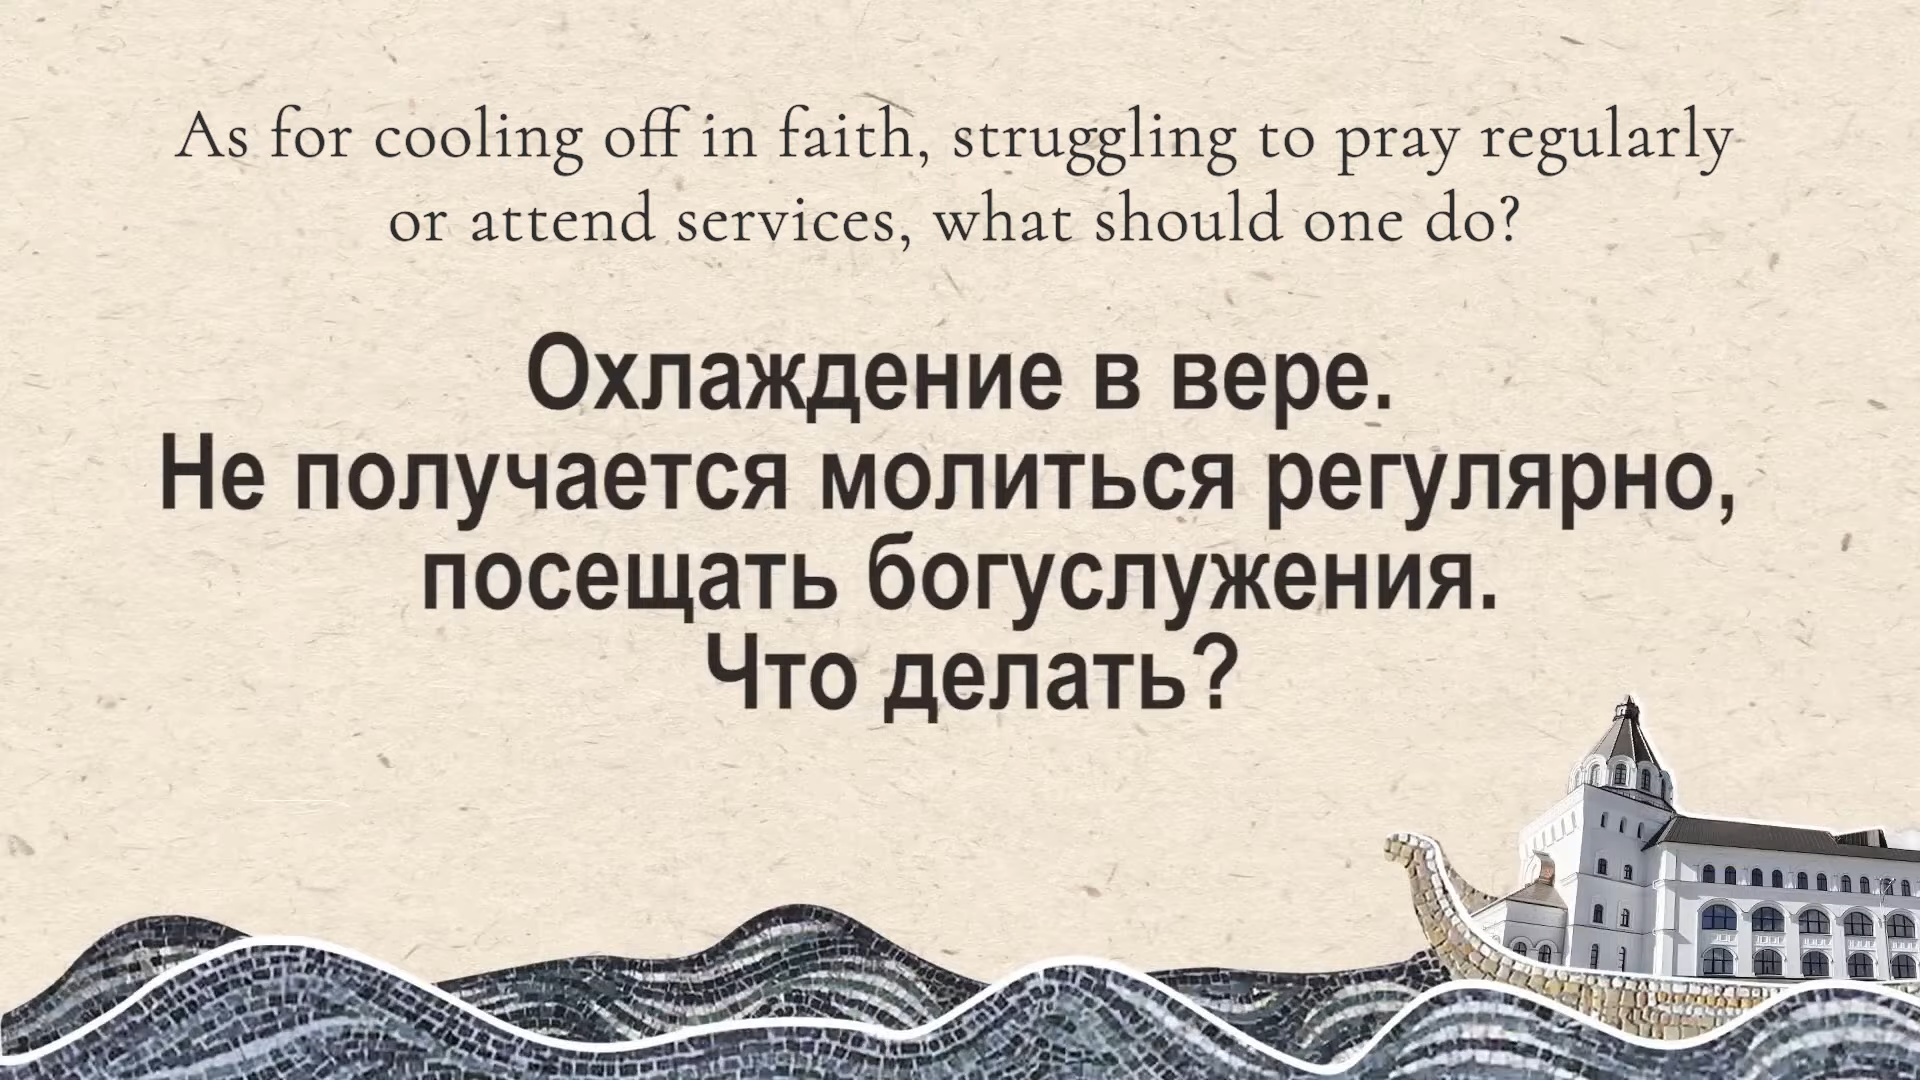 As for cooling off in faith, struggling to pray regularly
or attend services, what should one do?
Охлаждение в вере.
Не получается молиться регулярно,
посещать богуслужения.
Что делать?